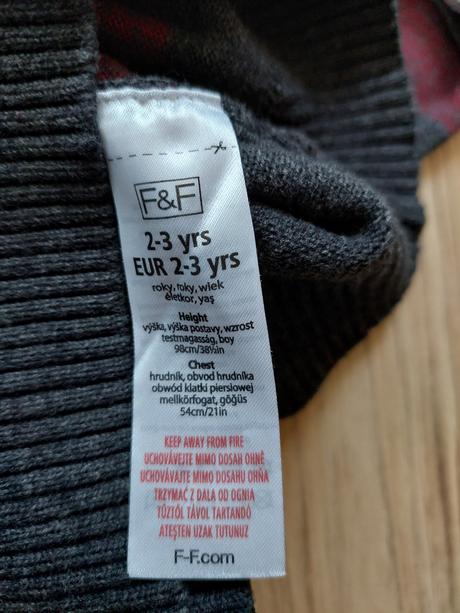 F&F
2-3 yrs
EUR 2-3 yrs
roky, roky, wiek
életkor, yaş
Height
výška, výška postavy, wzrost
testmagasság, boy
98cm/38½in
Chest
hrudník, obvod hrudníka
obwód klatki piersiowej
mellkörfogat, göğüs
54cm/21in
KEEP AWAY FROM FIRE
UCHOVÁVEJTE MIMO DOSAH OHNĚ
UCHOVÁVAJTE MIMO DOSAHU OHŇA
TRZYMAĆ Z DALA OD OGNIA
TŰZTŐL TÁVOL TARTANDÓ
ATEŞTEN UZAK TUTUNUZ
F-F.com